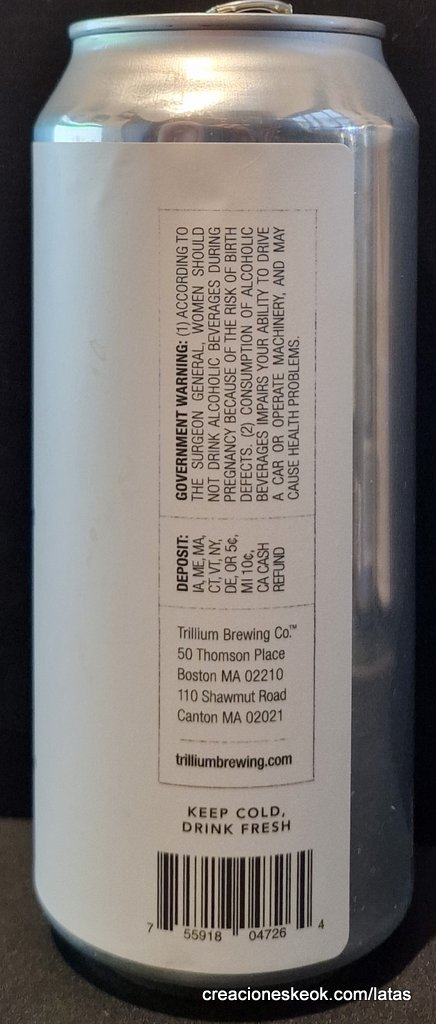 GOVERNMENT WARNING: (1) ACCORDING TO
THE SURGEON GENERAL, WOMEN SHOULD
NOT DRINK ALCOHOLIC BEVERAGES DURING
PREGNANCY BECAUSE OF THE RISK OF BIRTH
DEFECTS. (2) CONSUMPTION OF ALCOHOLIC
BEVERAGES IMPAIRS YOUR ABILITY TO DRIVE
A CAR OR OPERATE MACHINERY, AND MAY
CAUSE HEALTH PROBLEMS.
DEPOSIT:
IA, ME, MA,
CT, VT, NY,
DE, OR 5¢,
MI 10¢,
CA CASH
REFUND
Trillium Brewing Co.™
50 Thomson Place
Boston MA 02210
110 Shawmut Road
Canton MA 02021
trilliumbrewing.com
KEEP COLD,
DRINK FRESH
7 55918 04726 4
creacioneskeok.com/latas